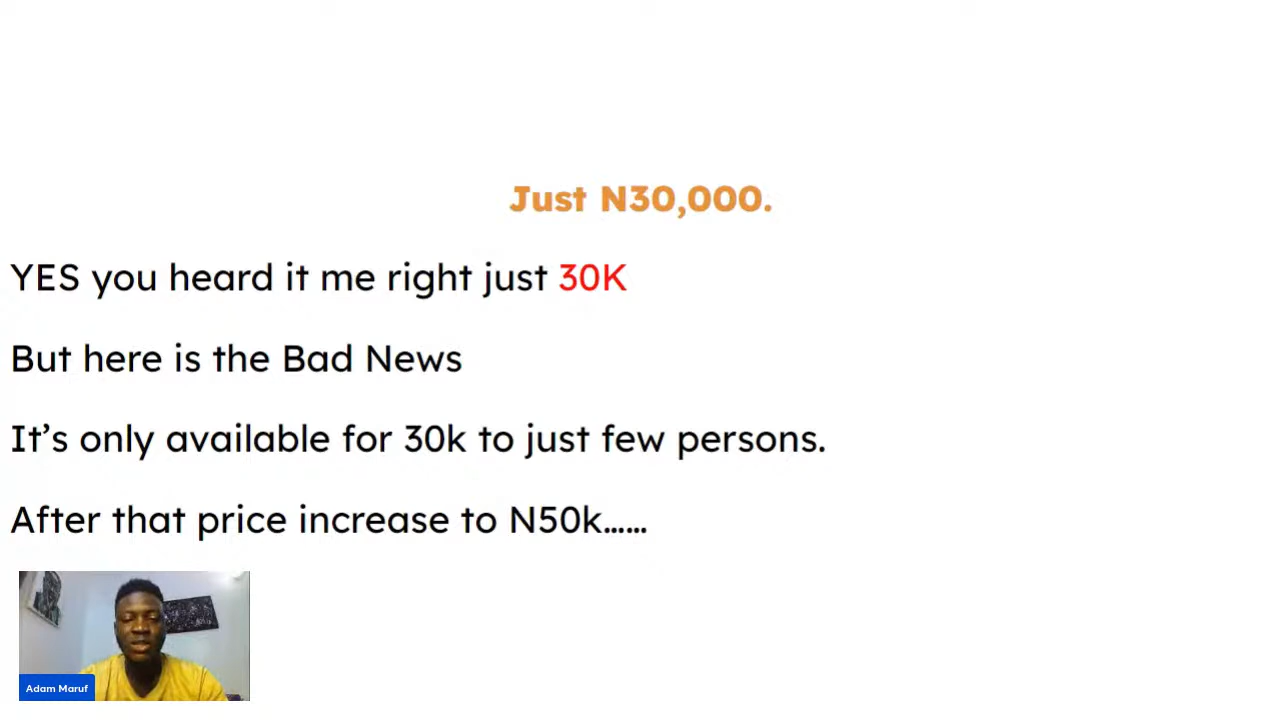 Just N30,000.
YES you heard it me right just 30K
But here is the Bad News
It’s only available for 30k to just few persons.
After that price increase to N50k......
Adam Maruf